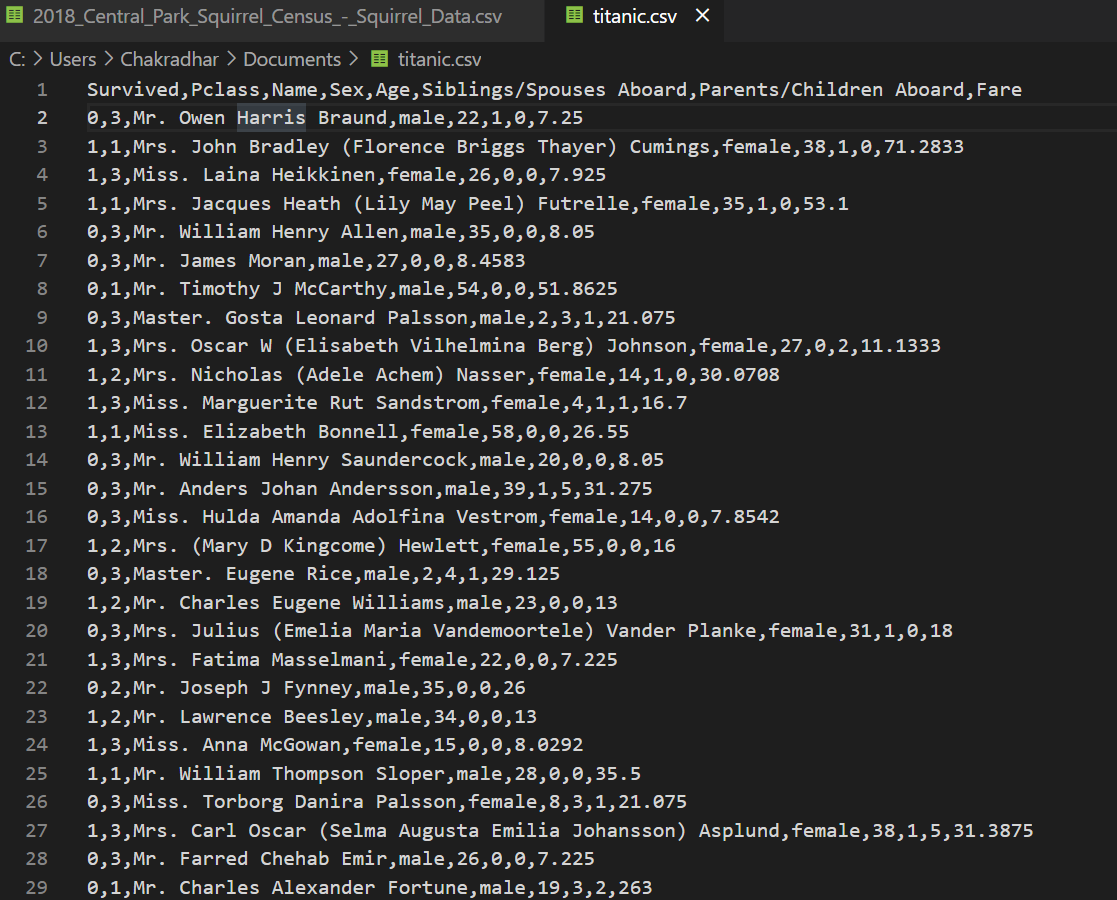 2018_Central_Park_Squirrel_Census_-_Squirrel_Data.csv titanic.csv ×
C: > Users > Chakradhar > Documents > titanic.csv
1 Survived,Pclass,Name,Sex,Age,Siblings/Spouses Aboard,Parents/Children Aboard,Fare
2 0,3,Mr. Owen Harris Braund,male,22,1,0,7.25
3 1,1,Mrs. John Bradley (Florence Briggs Thayer) Cumings,female,38,1,0,71.2833
4 1,3,Miss. Laina Heikkinen,female,26,0,0,7.925
5 1,1,Mrs. Jacques Heath (Lily May Peel) Futrelle,female,35,1,0,53.1
6 0,3,Mr. William Henry Allen,male,35,0,0,8.05
7 0,3,Mr. James Moran,male,27,0,0,8.4583
8 0,1,Mr. Timothy J McCarthy,male,54,0,0,51.8625
9 0,3,Master. Gosta Leonard Palsson,male,2,3,1,21.075
10 1,3,Mrs. Oscar W (Elisabeth Vilhelmina Berg) Johnson,female,27,0,2,11.1333
11 1,2,Mrs. Nicholas (Adele Achem) Nasser,female,14,1,0,30.0708
12 1,3,Miss. Marguerite Rut Sandstrom,female,4,1,1,16.7
13 1,1,Miss. Elizabeth Bonnell,female,58,0,0,26.55
14 0,3,Mr. William Henry Saundercock,male,20,0,0,8.05
15 0,3,Mr. Anders Johan Andersson,male,39,1,5,31.275
16 0,3,Miss. Hulda Amanda Adolfina Vestrom,female,14,0,0,7.8542
17 1,2,Mrs. (Mary D Kingcome) Hewlett,female,55,0,0,16
18 0,3,Master. Eugene Rice,male,2,4,1,29.125
19 1,2,Mr. Charles Eugene Williams,male,23,0,0,13
20 0,3,Mrs. Julius (Emelia Maria Vandemoortele) Vander Planke,female,31,1,0,18
21 1,3,Mrs. Fatima Masselmani,female,22,0,0,7.225
22 0,2,Mr. Joseph J Fynney,male,35,0,0,26
23 1,2,Mr. Lawrence Beesley,male,34,0,0,13
24 1,3,Miss. Anna McGowan,female,15,0,0,8.0292
25 1,1,Mr. William Thompson Sloper,male,28,0,0,35.5
26 0,3,Miss. Torborg Danira Palsson,female,8,3,1,21.075
27 1,3,Mrs. Carl Oscar (Selma Augusta Emilia Johansson) Asplund,female,38,1,5,31.3875
28 0,3,Mr. Farred Chehab Emir,male,26,0,0,7.225
29 0,1,Mr. Charles Alexander Fortune,male,19,3,2,263